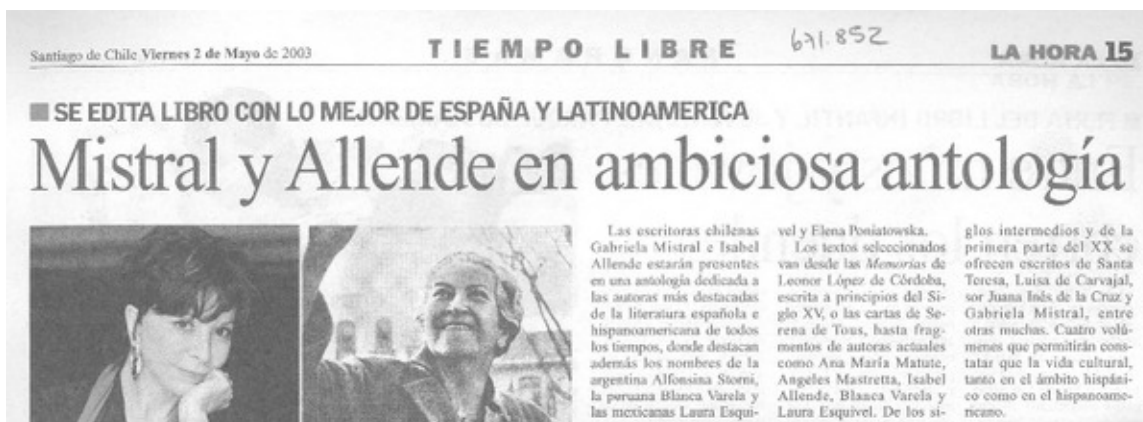 Santiago de Chile Viernes 2 de Mayo de 2003
TIEMPO LIBRE
671.852
LA HORA 15
SE EDITA LIBRO CON LO MEJOR DE ESPAÑA Y LATINOAMERICA
Mistral y Allende en ambiciosa antología
Las escritoras chilenas
Gabriela Mistral e Isabel
Allende estarán presentes
en una antología dedicada a
las autoras más destacadas
de la literatura española e
hispanoamericana de todos
los tiempos, donde destacan
además los nombres de la
argentina Alfonsina Storni,
la peruana Blanca Varela y
las mexicanas Laura Esqui-
vel y Elena Poniatowska.
Los textos seleccionados
van desde las Memorias de
Leonor López de Córdoba,
escrita a principios del Si-
glo XV, o las cartas de Se-
rena de Tous, hasta frag-
mentos de autoras actuales
como Ana María Matute,
Angeles Mastretta, Isabel
Allende, Blanca Varela y
Laura Esquivel. De los si-
glos intermedios y de la
primera parte del XX se
ofrecen escritos de Santa
Teresa, Luisa de Carvajal,
sor Juana Inés de la Cruz y
Gabriela Mistral, entre
otras muchas. Cuatro volú-
menes que permitirán cons-
tatar que la vida cultural,
tanto en el ámbito hispáni-
co como en el hispanoame-
ricano.